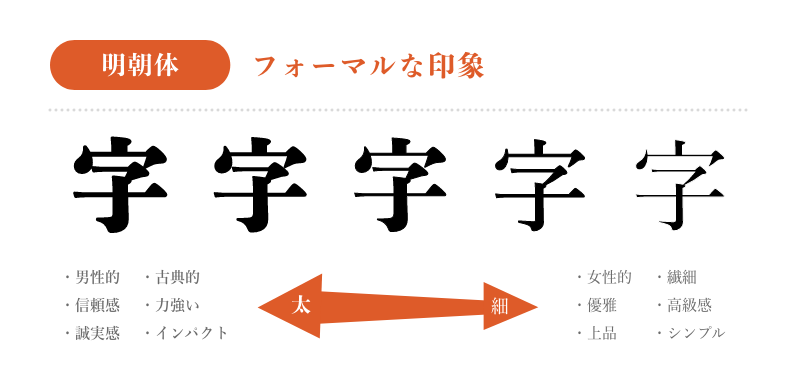 明朝体 フォーマルな印象
字 字 字 字 字
・男性的 ・古典的
・信頼感 ・力強い
・誠実感 ・インパクト
太 細
・女性的 ・繊細
・優雅 ・高級感
・上品 ・シンプル